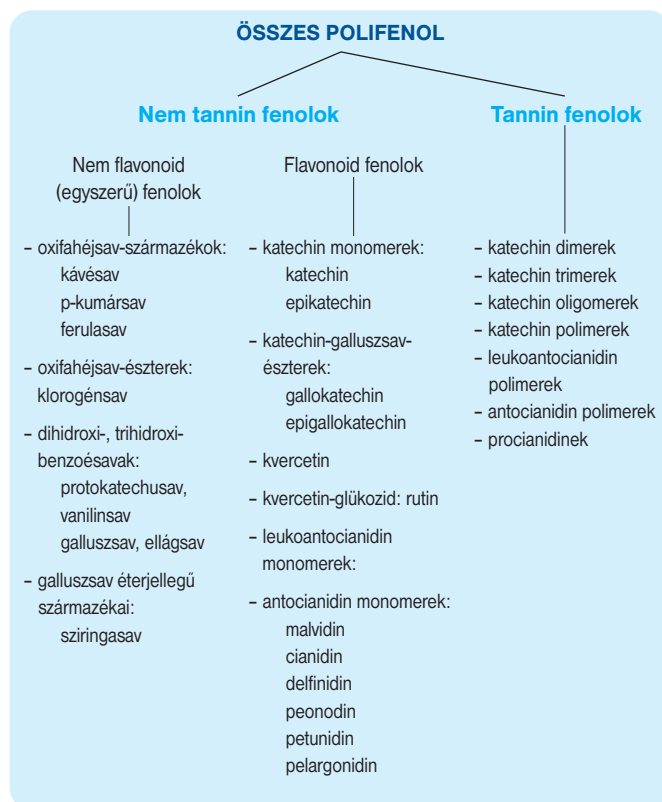 ÖSSZES POLIFENOL
Nem tannin fenolok
Tannin fenolok
Nem flavonoid
(egyszerű) fenolok
– oxifahéjsav-származékok:
kávésav
p-kumársav
ferulasav
– oxifahéjsav-észterek:
klorogénsav
– dihidroxi-, trihidroxi-
benzoésavak:
protokatechusav,
vanilinsav
galluszsav, ellágsav
– galluszsav éterjellegű
származékai:
sziringasav
Flavonoid fenolok
– katechin monomerek:
katechin
epikatechin
– katechin-galluszsav-
észterek:
gallokatechin
epigallokatechin
– kvercetin
– kvercetin-glükozid: rutin
– leukoantocianidin
monomerek:
– antocianidin monomerek:
malvidin
cianidin
delfinidin
peonodin
petunidin
pelargonidin
– katechin dimerek
– katechin trimerek
– katechin oligomerek
– katechin polimerek
– leukoantocianidin
polimerek
– antocianidin polimerek
– procianidinek